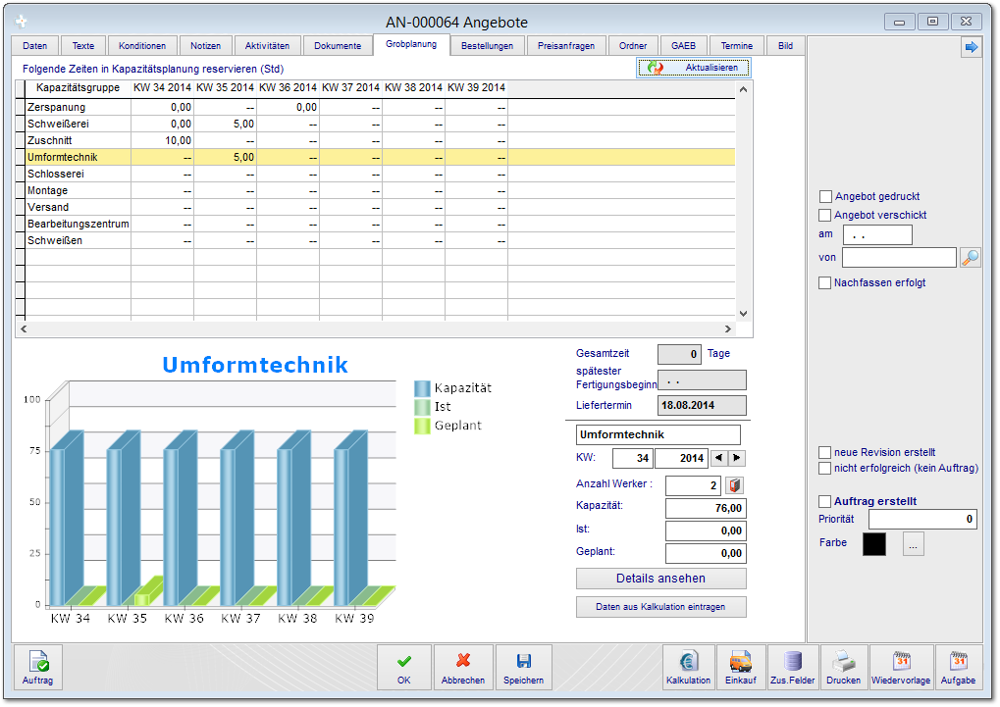 AN-000064 Angebote
Daten Texte Konditionen Notizen Aktivitäten Dokumente Grobplanung Bestellungen Preisanfragen Ordner GAEB Termine Bild
Folgende Zeiten in Kapazitätsplanung reservieren (Std) Aktualisieren
Kapazitätsgruppe KW 34 2014 KW 35 2014 KW 36 2014 KW 37 2014 KW 38 2014 KW 39 2014
Zerspanung 0,00 -- 0,00 -- -- --
Schweißerei 0,00 5,00 -- -- -- --
Zuschnitt 10,00 -- -- -- -- --
Umformtechnik -- 5,00 -- -- -- --
Schlosserei -- -- -- -- -- --
Montage -- -- -- -- -- --
Versand -- -- -- -- -- --
Bearbeitungszentrum -- -- -- -- -- --
Schweißen -- -- -- -- -- --
Umformtechnik
100
75
50
25
0
KW 34 KW 35 KW 36 KW 37 KW 38 KW 39
Kapazität
Ist
Geplant
Gesamtzeit 0 Tage
spätester
Fertigungsbeginn . .
Liefertermin 18.08.2014
Umformtechnik
KW: 34 2014
Anzahl Werker : 2
Kapazität: 76,00
Ist: 0,00
Geplant: 0,00
Details ansehen
Daten aus Kalkulation eintragen
Angebot gedruckt
Angebot verschickt
am . .
von
Nachfassen erfolgt
neue Revision erstellt
nicht erfolgreich (kein Auftrag)
Auftrag erstellt
Priorität 0
Farbe ...
Auftrag OK Abbrechen Speichern Kalkulation Einkauf Zus.Felder Drucken 31 Wiedervorlage 31 Aufgabe